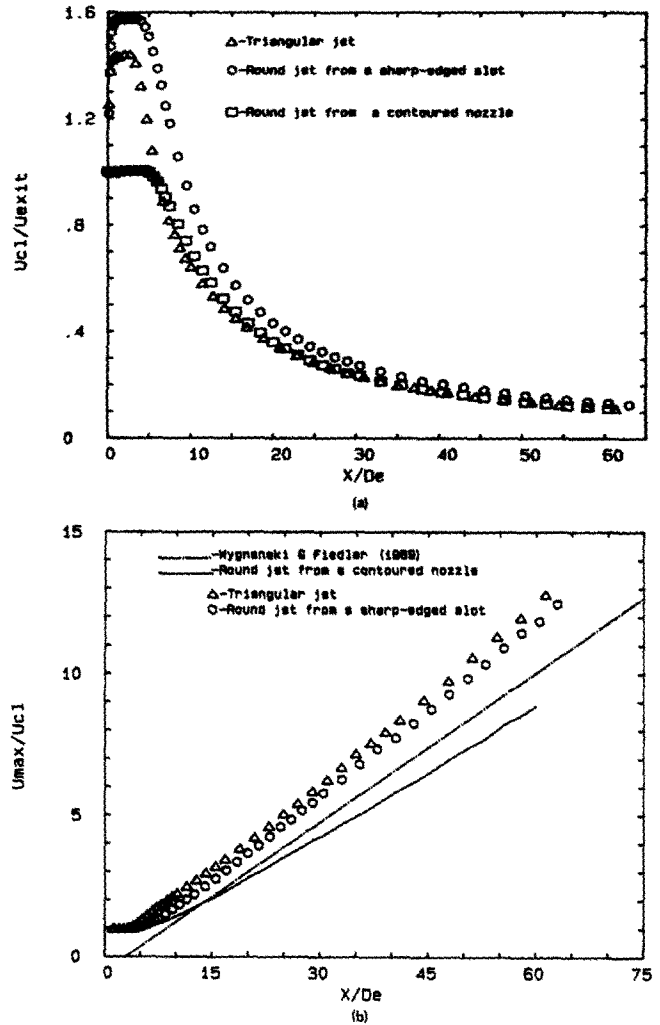 1.6
1.2
.8
.4
0
Ucl/Uexit
△-Triangular jet
○-Round jet from a sharp-edged slot
□-Round jet from a contoured nozzle
0 10 20 30 40 50 60
X/De
(a)
15
10
5
0
Umax/Ucl
Wygnanski & Fiedler (1969)
Round jet from a contoured nozzle
△-Triangular jet
○-Round jet from a sharp-edged slot
0 15 30 45 60 75
X/De
(b)